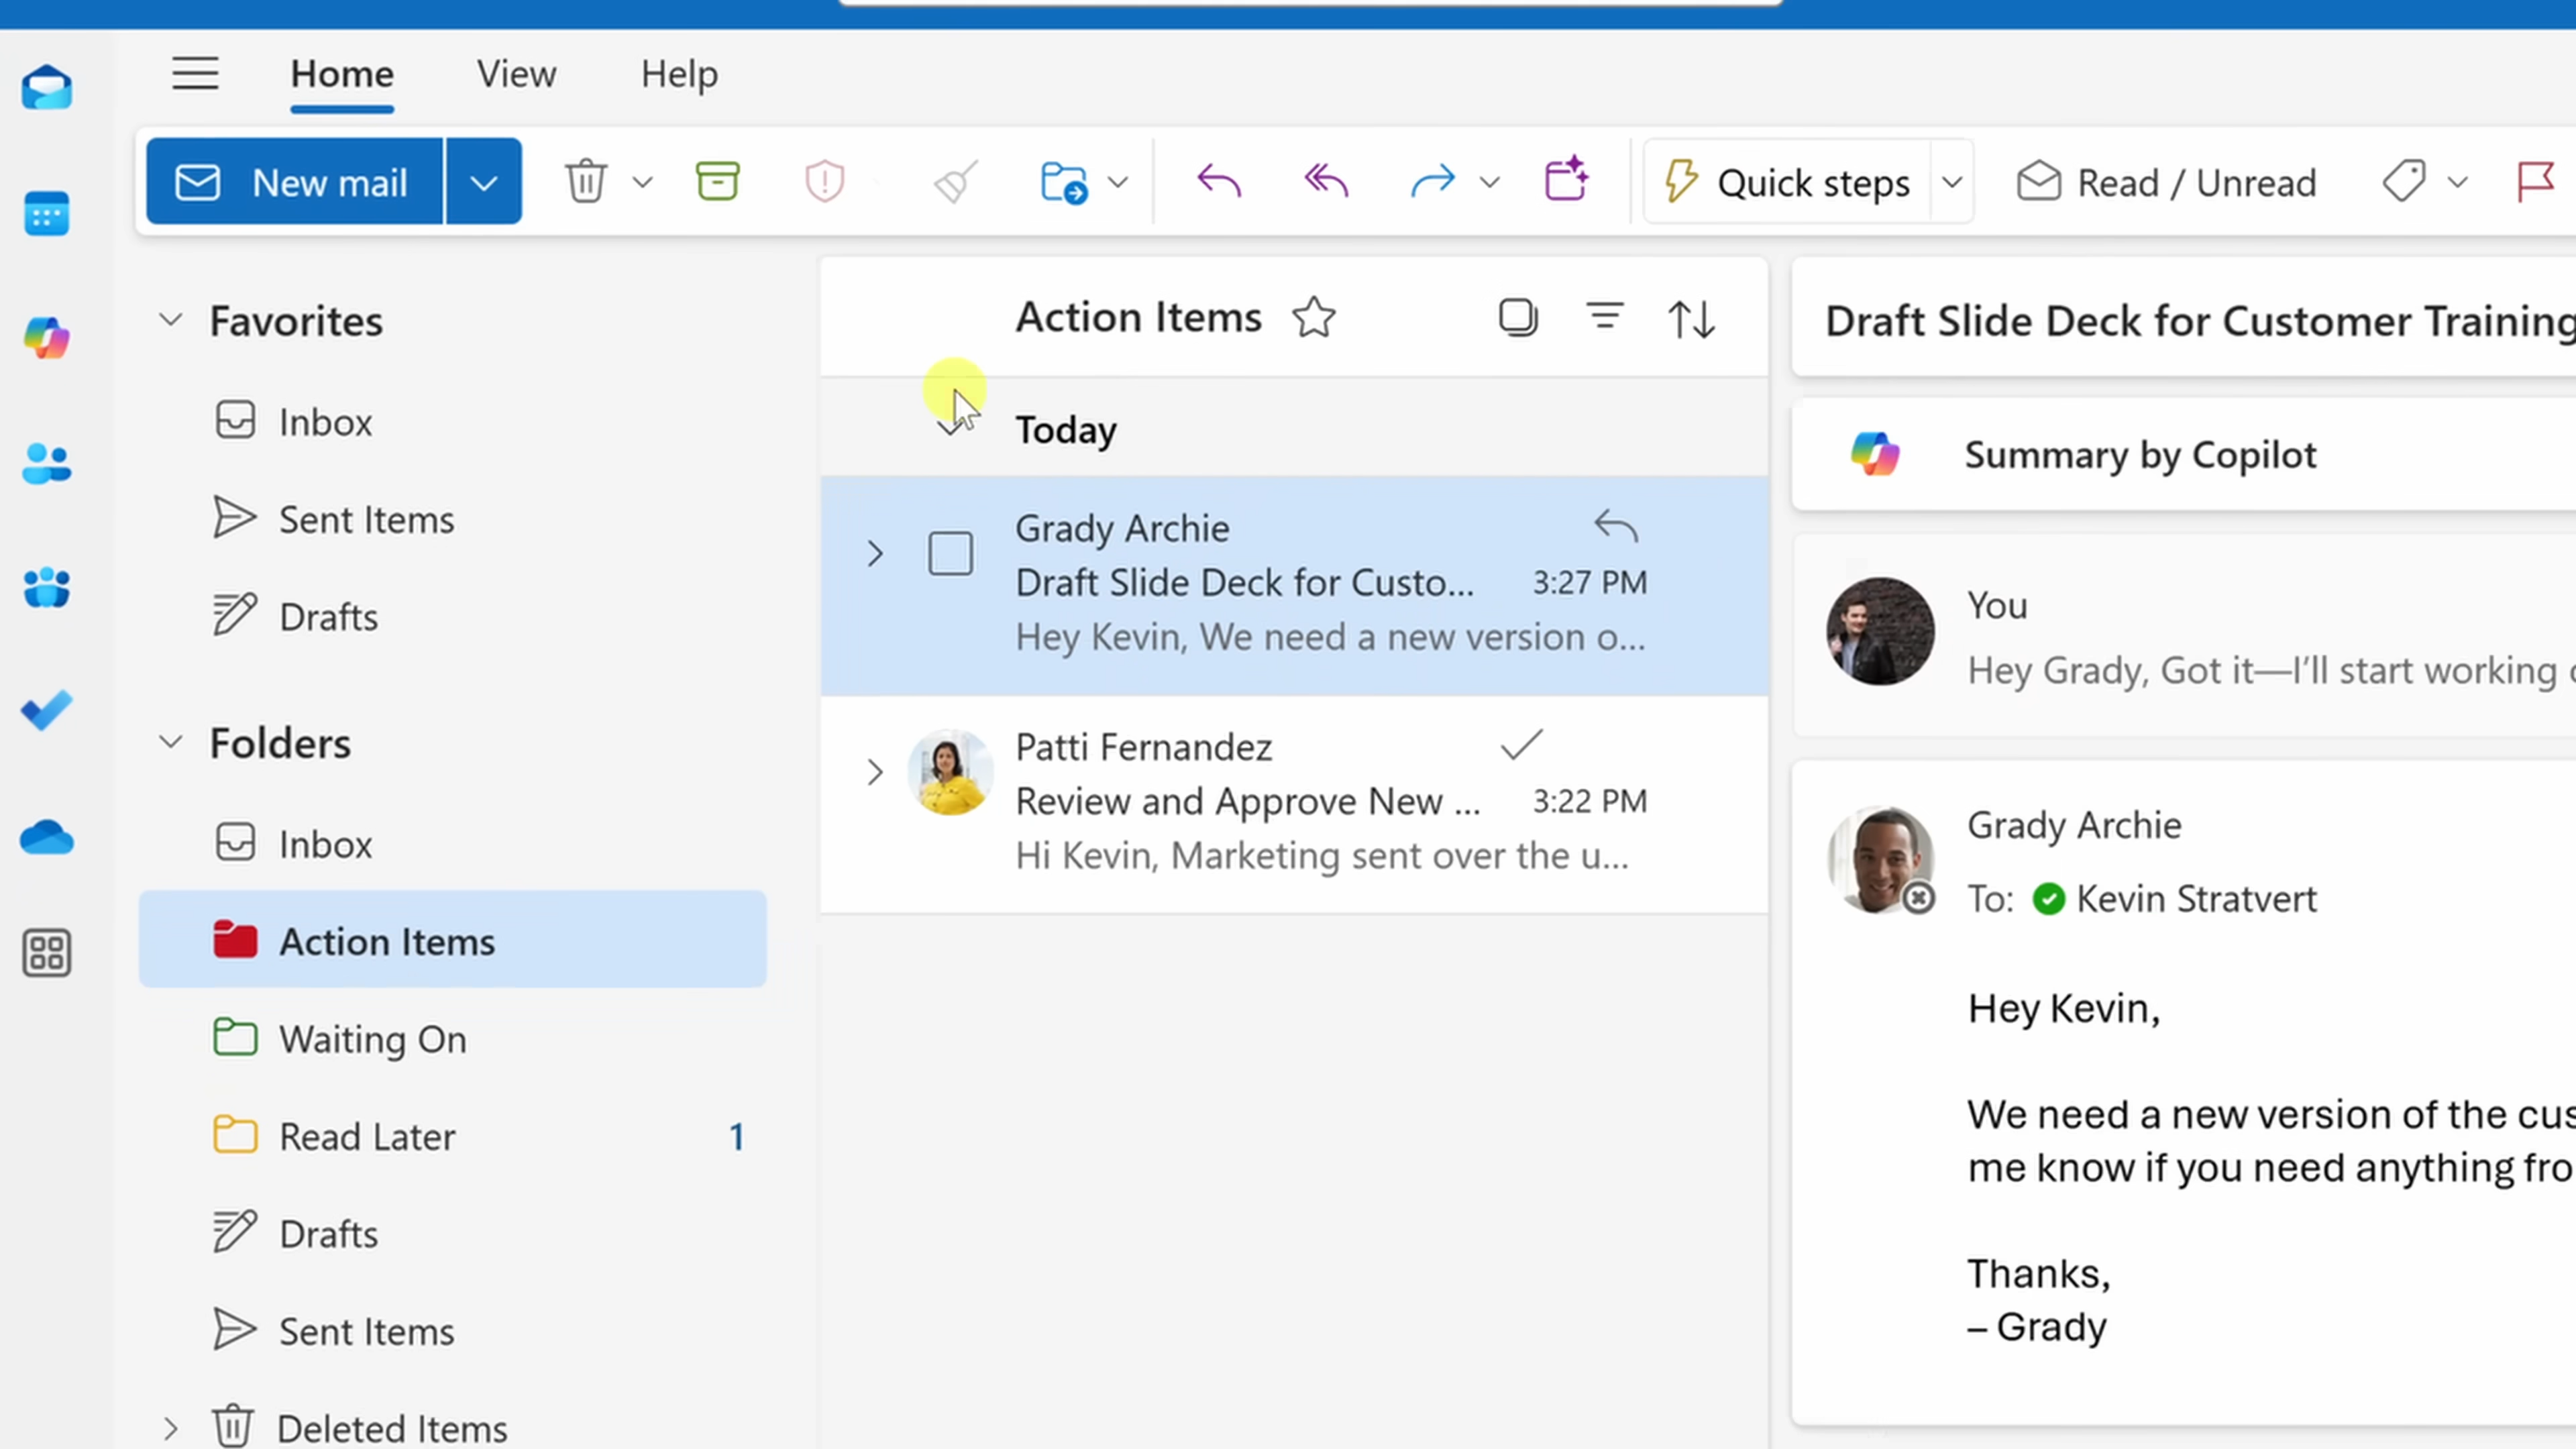 Home View Help
New mail Quick steps Read / Unread
Favorites
Inbox
Sent Items
Drafts
Folders
Inbox
Action Items
Waiting On
Read Later 1
Drafts
Sent Items
Deleted Items
Action Items
Today
Grady Archie
Draft Slide Deck for Custo... 3:27 PM
Hey Kevin, We need a new version o...
Patti Fernandez
Review and Approve New ... 3:22 PM
Hi Kevin, Marketing sent over the u...
Draft Slide Deck for Customer Training
Summary by Copilot
You
Hey Grady, Got it—I'll start working
Grady Archie
To: Kevin Stratvert
Hey Kevin,
We need a new version of the cus
me know if you need anything fro
Thanks,
– Grady